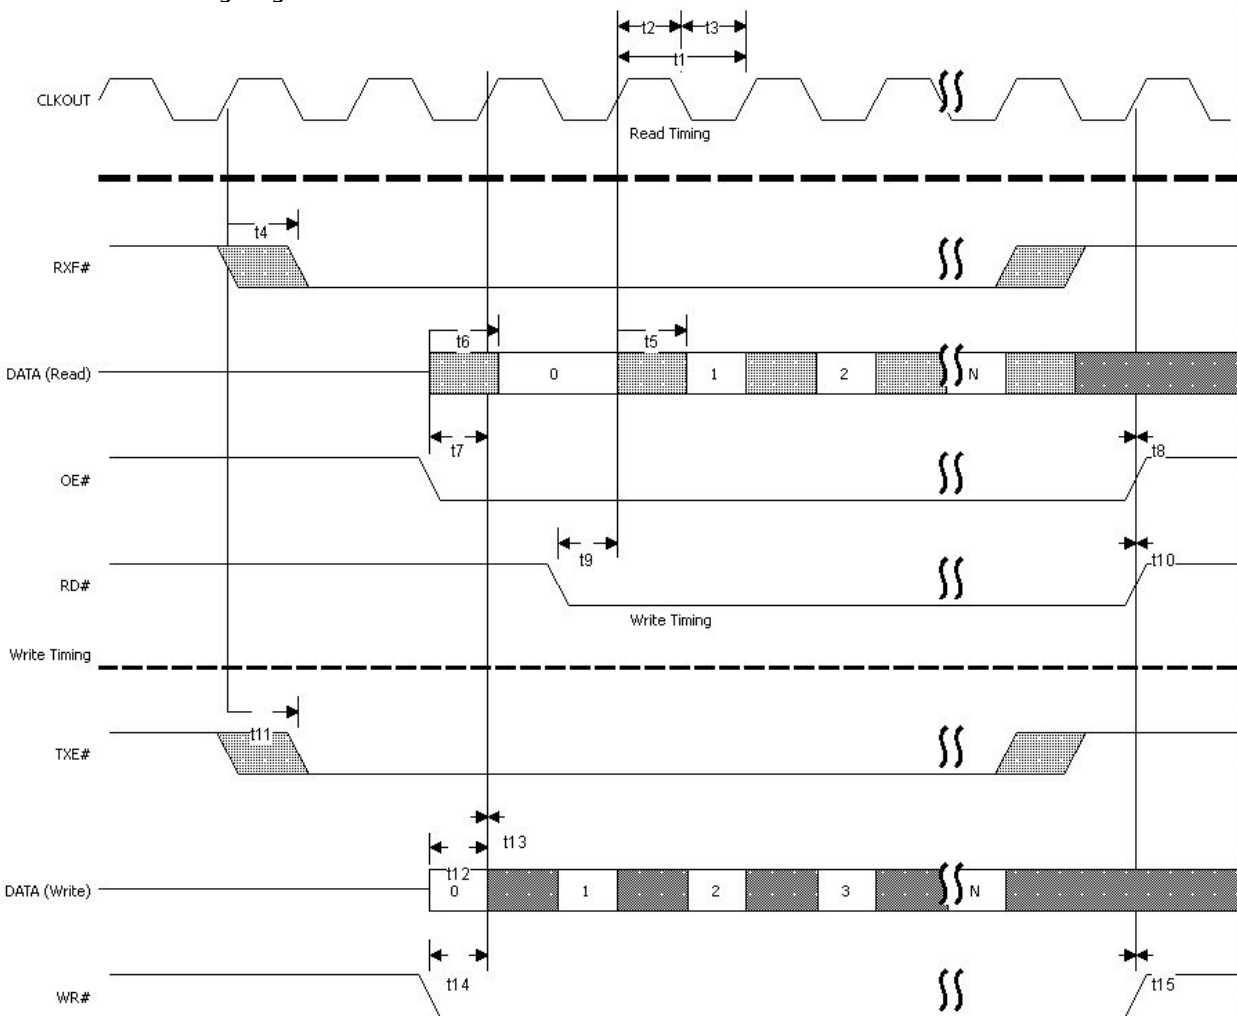 t2 t3
t1
CLKOUT
Read Timing
t4
RXF#
t6 t5
DATA (Read) 0 1 2 N
t7 t8
OE#
t9 t10
RD#
Write Timing
Write Timing
t11
TXE#
t13
t12
DATA (Write) 0 1 2 3 N
t14 t15
WR#